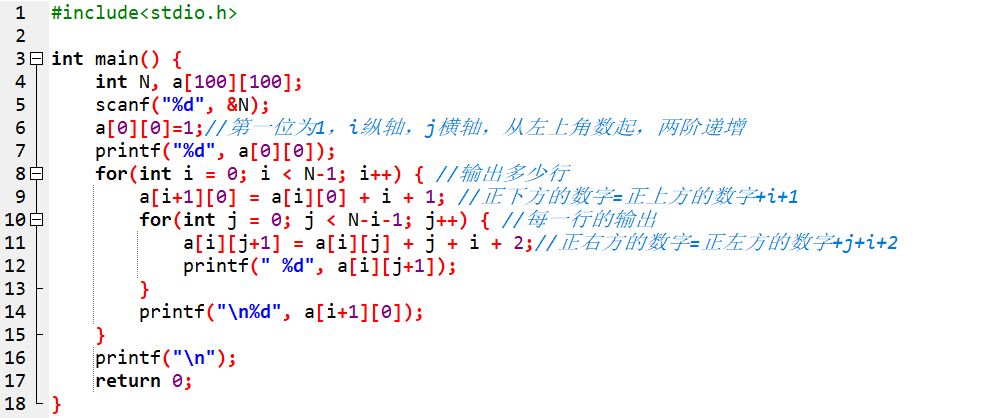 1 #include<stdio.h>
2
3 int main() {
4 int N, a[100][100];
5 scanf("%d", &N);
6 a[0][0]=1;//第一位为1，i纵轴，j横轴，从左上角数起，两阶递增
7 printf("%d", a[0][0]);
8 for(int i = 0; i < N-1; i++) { //输出多少行
9 a[i+1][0] = a[i][0] + i + 1; //正下方的数字=正上方的数字+i+1
10 for(int j = 0; j < N-i-1; j++) { //每一行的输出
11 a[i][j+1] = a[i][j] + j + i + 2;//正右方的数字=正左方的数字+j+i+2
12 printf(" %d", a[i][j+1]);
13 }
14 printf("\n%d", a[i+1][0]);
15 }
16 printf("\n");
17 return 0;
18 }